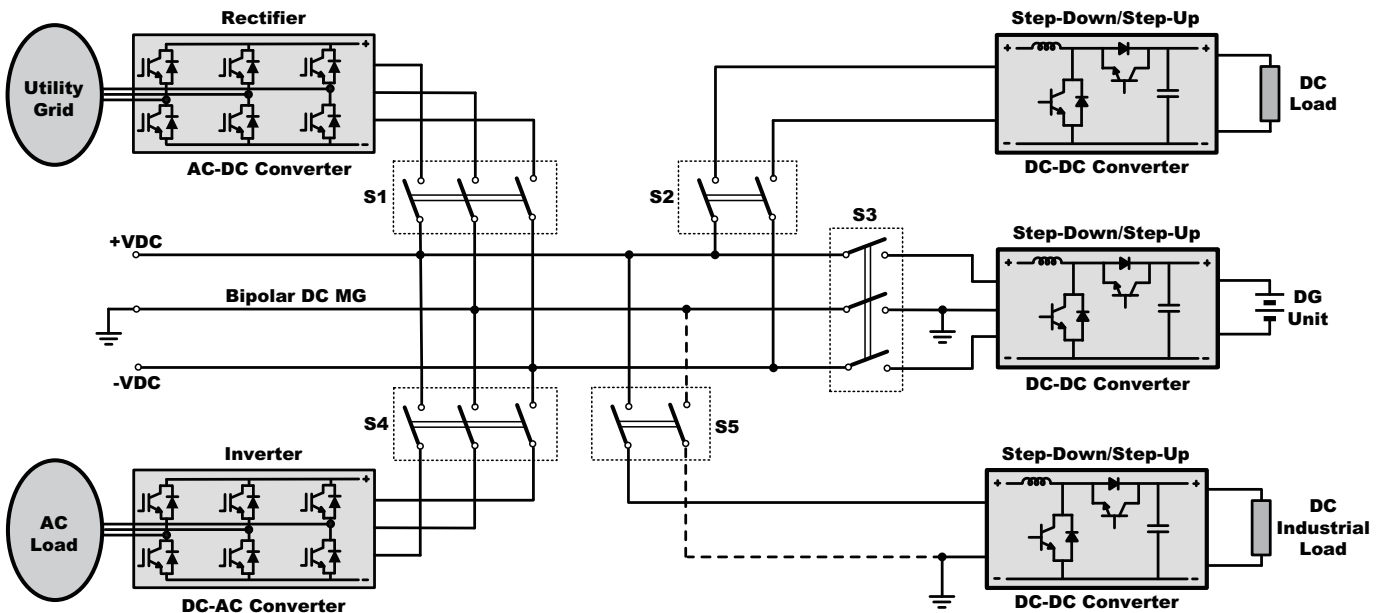 Rectifier
Step-Down/Step-Up
+
-
+
-
+
-
Utility
Grid
DC
Load
AC-DC Converter
DC-DC Converter
S1
S2
S3
+VDC
Step-Down/Step-Up
+
-
+
-
Bipolar DC MG
DG
Unit
-VDC
DC-DC Converter
S4
S5
Inverter
Step-Down/Step-Up
+
-
+
-
+
-
AC
Load
DC
Industrial
Load
DC-AC Converter
DC-DC Converter